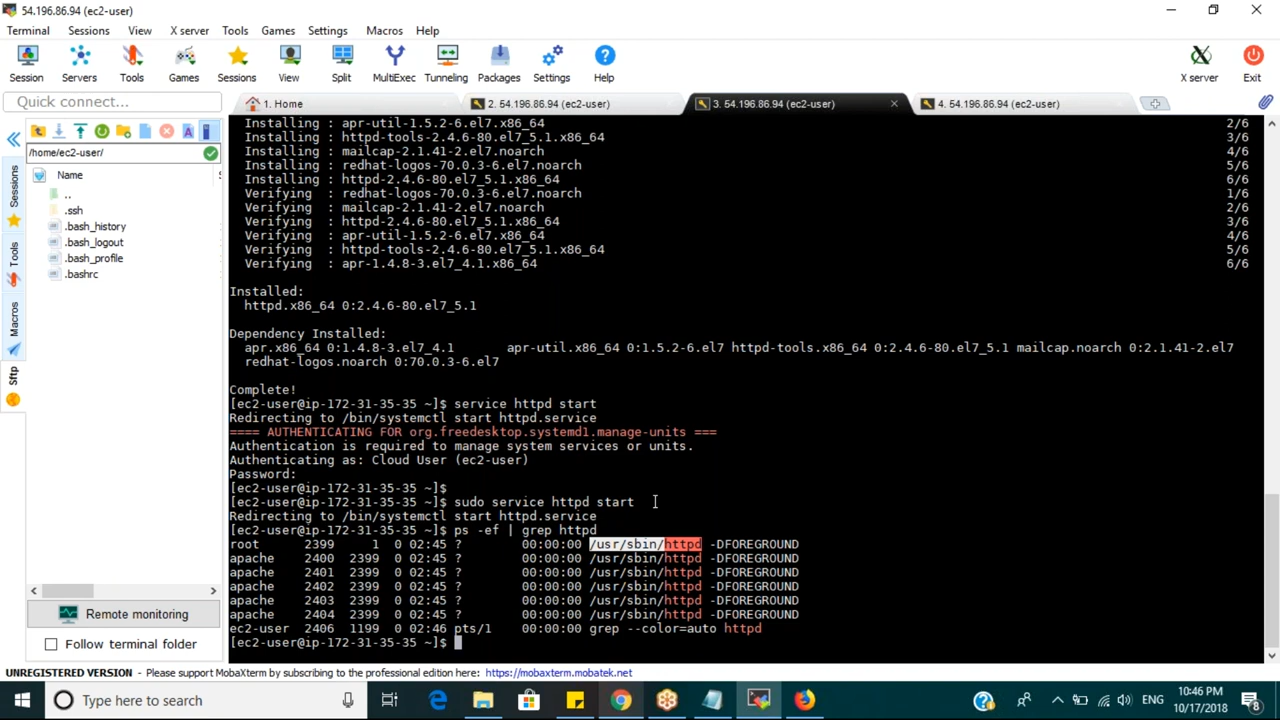 54.196.86.94 (ec2-user)
Terminal Sessions View X server Tools Games Settings Macros Help
Session Servers Tools Games Sessions View Split MultiExec Tunneling Packages Settings Help X server Exit
Quick connect...
1. Home
2. 54.196.86.94 (ec2-user)
3. 54.196.86.94 (ec2-user)
4. 54.196.86.94 (ec2-user)
/home/ec2-user/
Name
..
.ssh
.bash_history
.bash_logout
.bash_profile
.bashrc
Sessions
Tools
Macros
Sftp
Remote monitoring
Follow terminal folder
Installing : apr-util-1.5.2-6.el7.x86_64 2/6
Installing : httpd-tools-2.4.6-80.el7_5.1.x86_64 3/6
Installing : mailcap-2.1.41-2.el7.noarch 4/6
Installing : redhat-logos-70.0.3-6.el7.noarch 5/6
Installing : httpd-2.4.6-80.el7_5.1.x86_64 6/6
Verifying : redhat-logos-70.0.3-6.el7.noarch 1/6
Verifying : mailcap-2.1.41-2.el7.noarch 2/6
Verifying : httpd-2.4.6-80.el7_5.1.x86_64 3/6
Verifying : apr-util-1.5.2-6.el7.x86_64 4/6
Verifying : httpd-tools-2.4.6-80.el7_5.1.x86_64 5/6
Verifying : apr-1.4.8-3.el7_4.1.x86_64 6/6
Installed:
httpd.x86_64 0:2.4.6-80.el7_5.1
Dependency Installed:
apr.x86_64 0:1.4.8-3.el7_4.1 apr-util.x86_64 0:1.5.2-6.el7 httpd-tools.x86_64 0:2.4.6-80.el7_5.1 mailcap.noarch 0:2.1.41-2.el7
redhat-logos.noarch 0:70.0.3-6.el7
Complete!
[ec2-user@ip-172-31-35-35 ~]$ service httpd start
Redirecting to /bin/systemctl start httpd.service
==== AUTHENTICATING FOR org.freedesktop.systemd1.manage-units ===
Authentication is required to manage system services or units.
Authenticating as: Cloud User (ec2-user)
Password:
[ec2-user@ip-172-31-35-35 ~]$
[ec2-user@ip-172-31-35-35 ~]$ sudo service httpd start
Redirecting to /bin/systemctl start httpd.service
[ec2-user@ip-172-31-35-35 ~]$ ps -ef | grep httpd
root 2399 1 0 02:45 ? 00:00:00 /usr/sbin/httpd -DFOREGROUND
apache 2400 2399 0 02:45 ? 00:00:00 /usr/sbin/httpd -DFOREGROUND
apache 2401 2399 0 02:45 ? 00:00:00 /usr/sbin/httpd -DFOREGROUND
apache 2402 2399 0 02:45 ? 00:00:00 /usr/sbin/httpd -DFOREGROUND
apache 2403 2399 0 02:45 ? 00:00:00 /usr/sbin/httpd -DFOREGROUND
apache 2404 2399 0 02:45 ? 00:00:00 /usr/sbin/httpd -DFOREGROUND
ec2-user 2406 1199 0 02:46 pts/1 00:00:00 grep --color=auto httpd
[ec2-user@ip-172-31-35-35 ~]$
UNREGISTERED VERSION - Please support MobaXterm by subscribing to the professional edition here: https://mobaxterm.mobatek.net
Type here to search
ENG
10:46 PM
10/17/2018
8